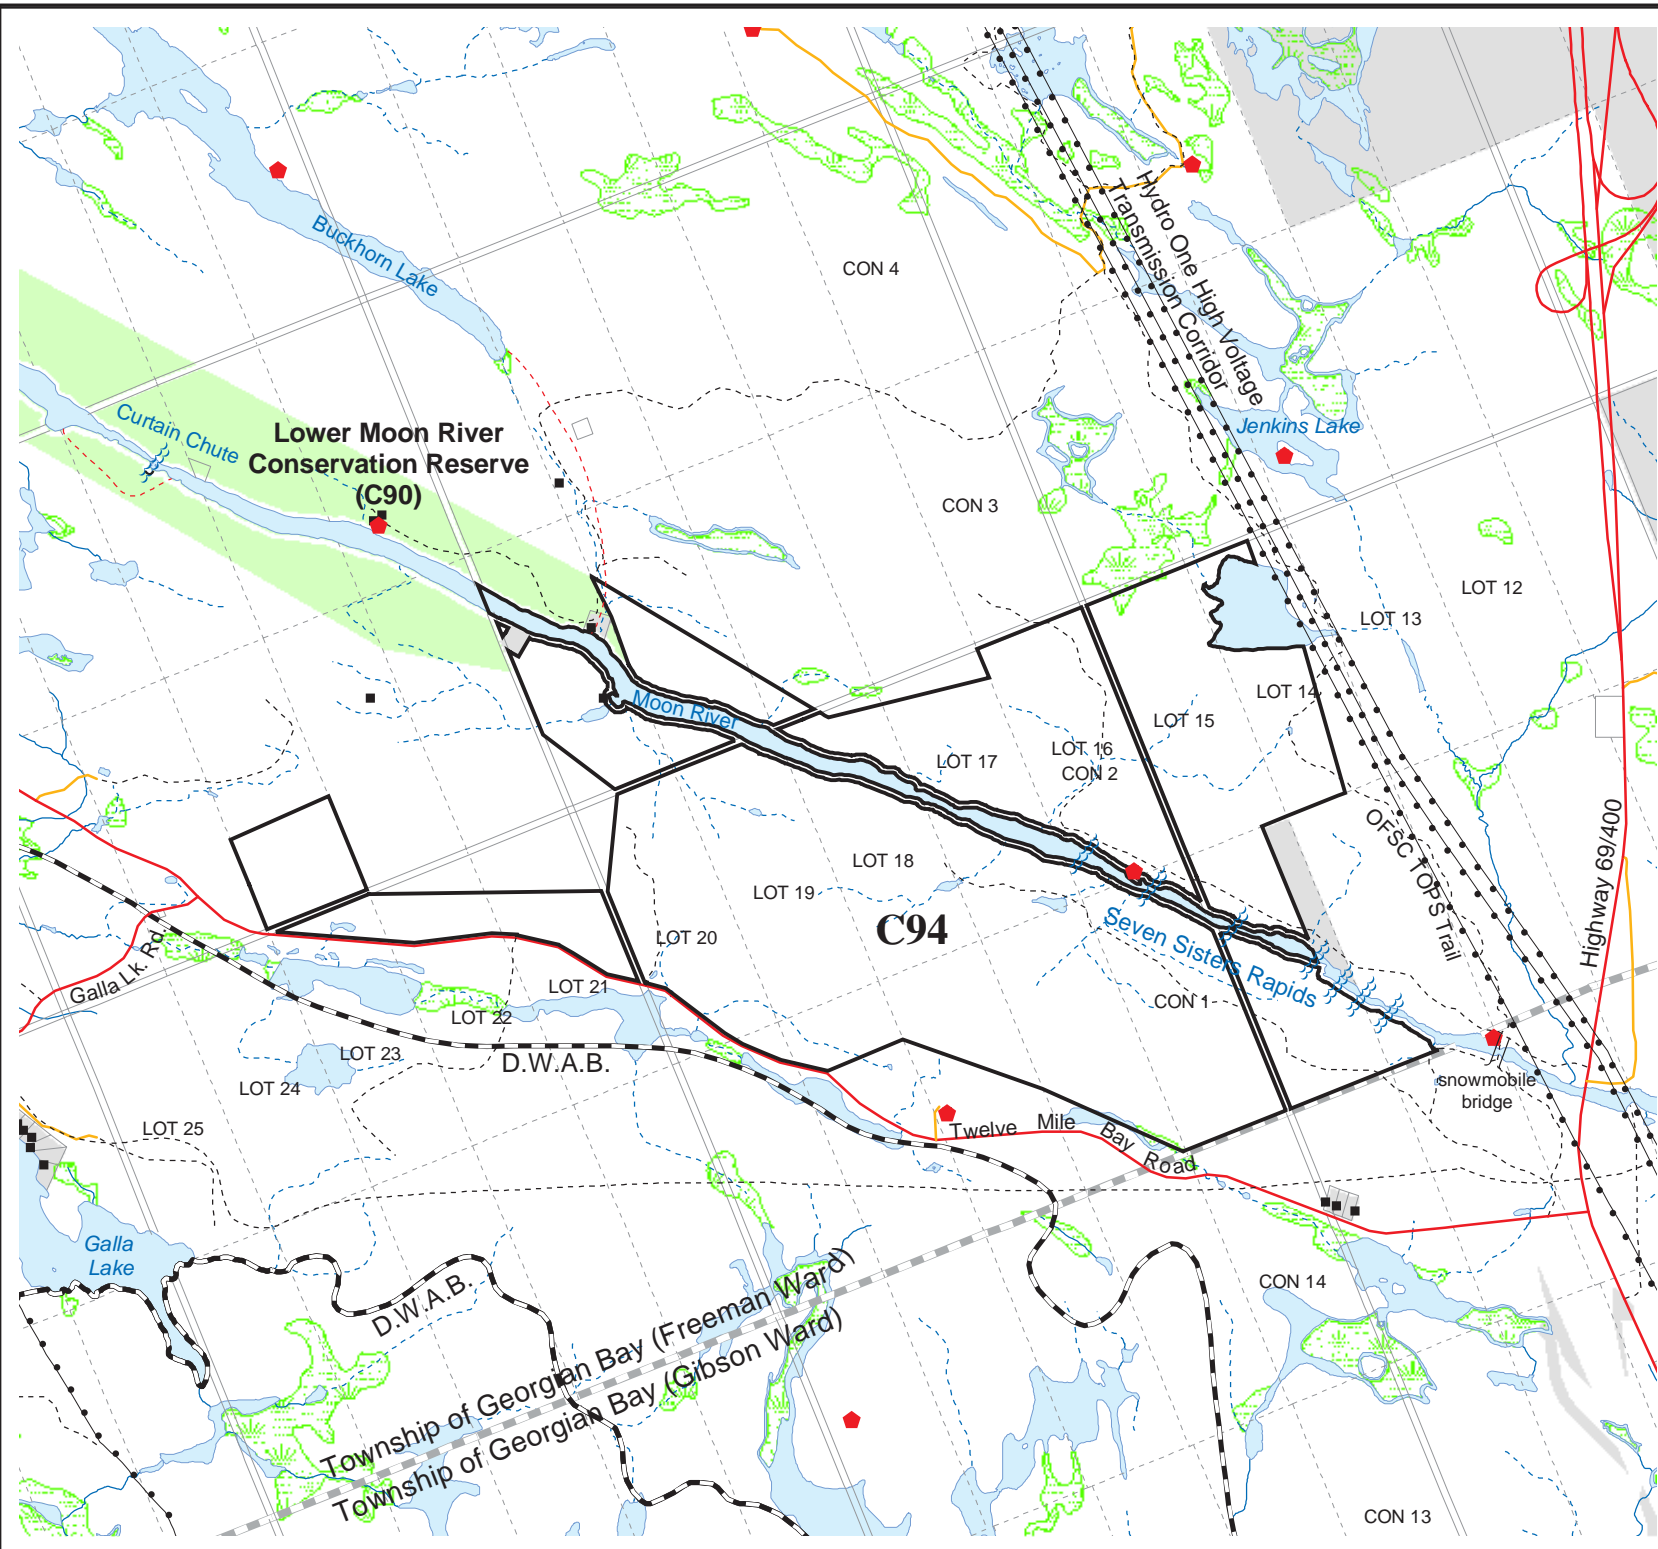 Buckhorn Lake
CON 4
Hydro One High Voltage
Transmission Corridor
Curtain Chute
Lower Moon River
Conservation Reserve
(C90)
Jenkins Lake
CON 3
LOT 12
LOT 13
LOT 14
LOT 15
Moon River
LOT 16
CON 2
LOT 17
OFSC TOPS Trail
Highway 69/400
LOT 18
LOT 19
C94
Seven Sisters Rapids
LOT 20
Galla Lk. Rd
LOT 21
CON 1
LOT 22
LOT 23
D.W.A.B.
LOT 24
snowmobile
bridge
LOT 25
Twelve Mile Bay Road
Galla
Lake
CON 14
D.W.A.B.
Township of Georgian Bay (Freeman Ward)
Township of Georgian Bay (Gibson Ward)
CON 13